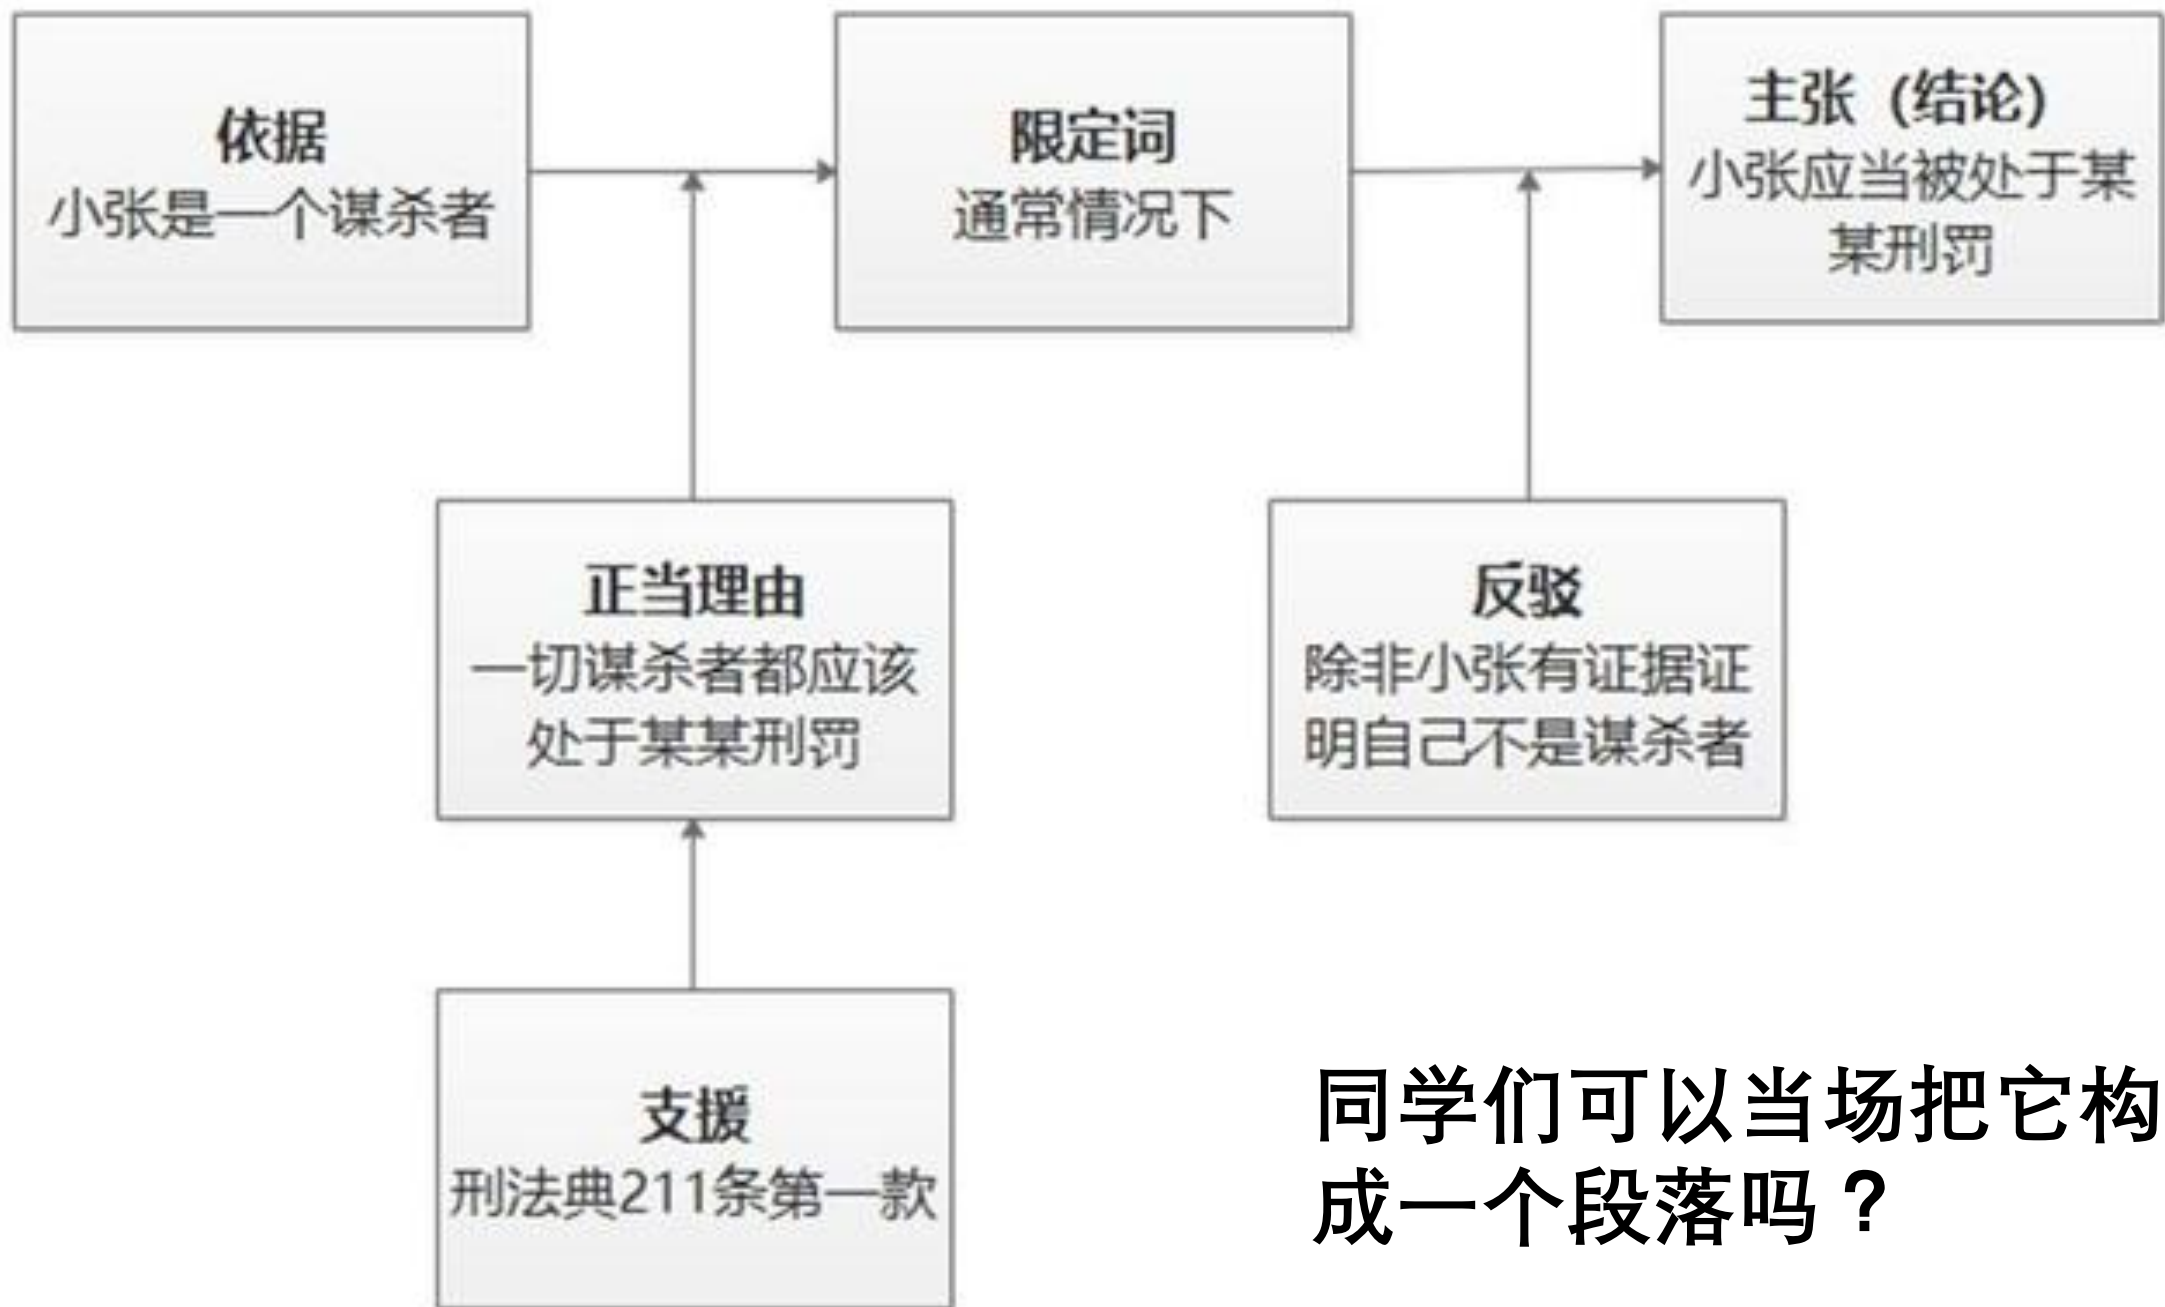 依据
小张是一个谋杀者
限定词
通常情况下
主张（结论）
小张应当被处于某
某刑罚
正当理由
一切谋杀者都应该
处于某某刑罚
反驳
除非小张有证据证
明自己不是谋杀者
支援
刑法典211条第一款
同学们可以当场把它构
成一个段落吗？